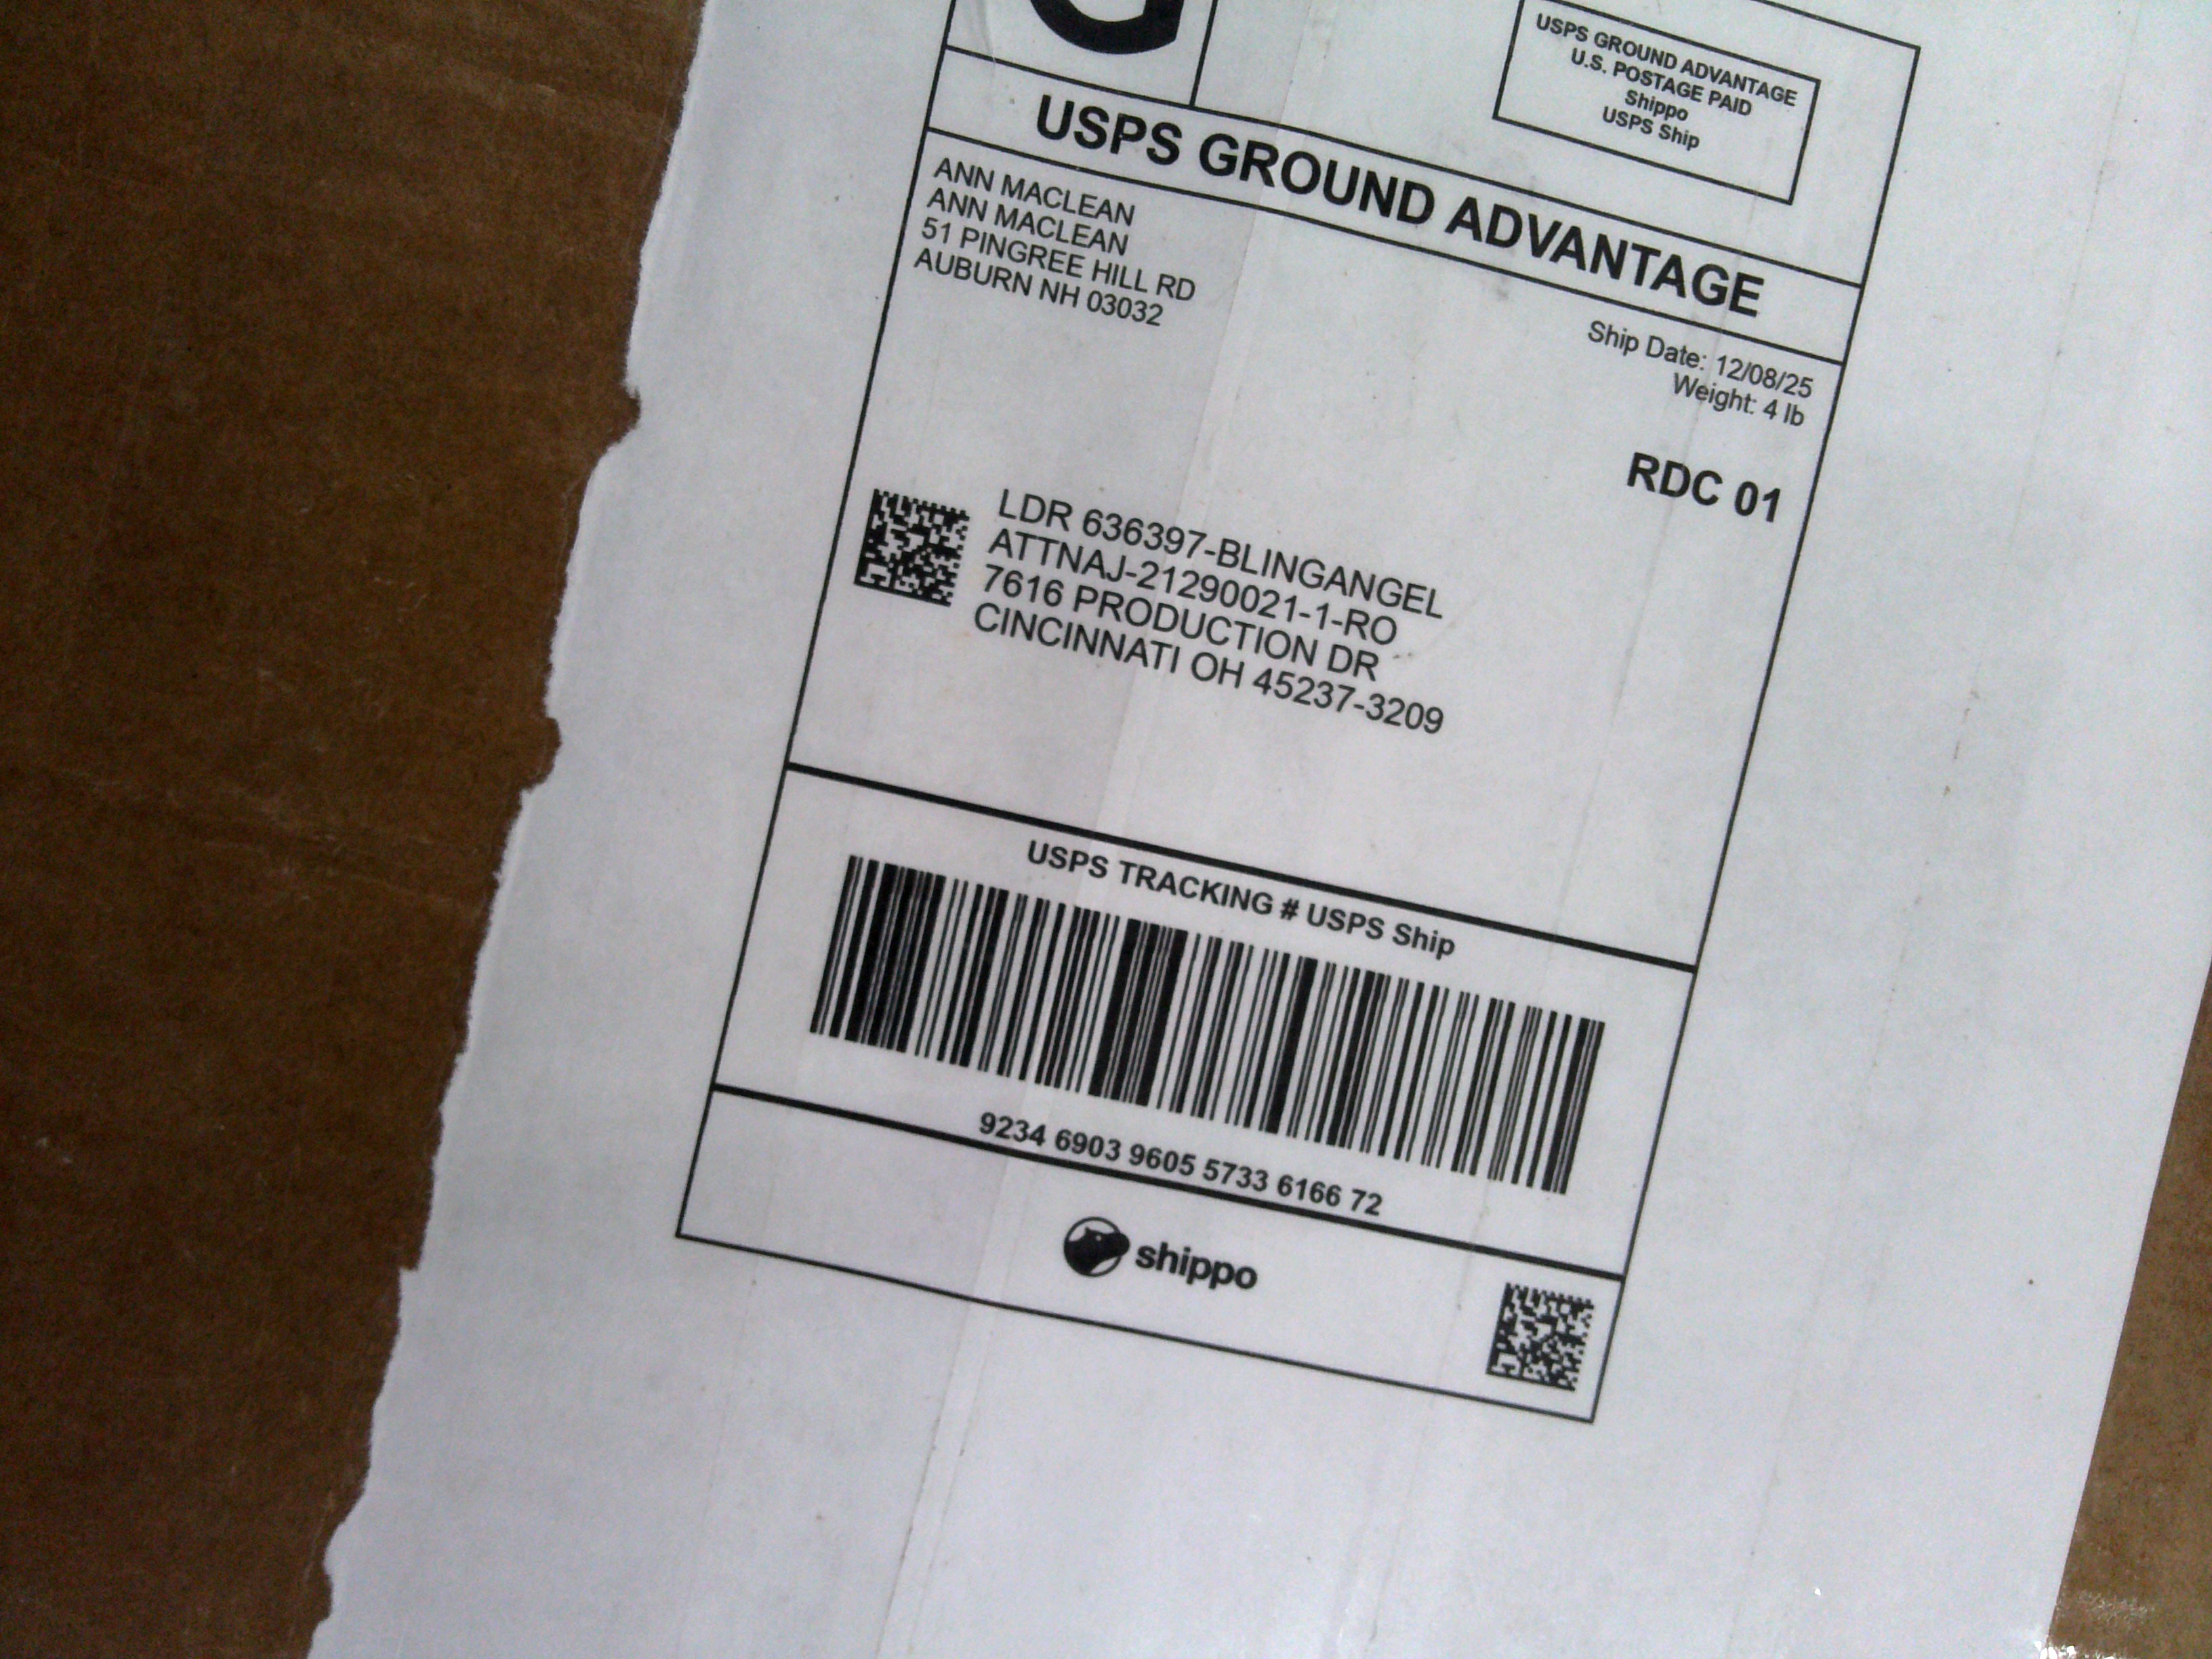 USPS GROUND ADVANTAGE
U.S. POSTAGE PAID
Shippo
USPS Ship
USPS GROUND ADVANTAGE
ANN MACLEAN
ANN MACLEAN
51 PINGREE HILL RD
AUBURN NH 03032
Ship Date: 12/08/25
Weight: 4 lb
RDC 01
LDR 636397-BLINGANGEL
ATTNAJ-21290021-1-RO
7616 PRODUCTION DR
CINCINNATI OH 45237-3209
USPS TRACKING # USPS Ship
9234 6903 9605 5733 6166 72
shippo